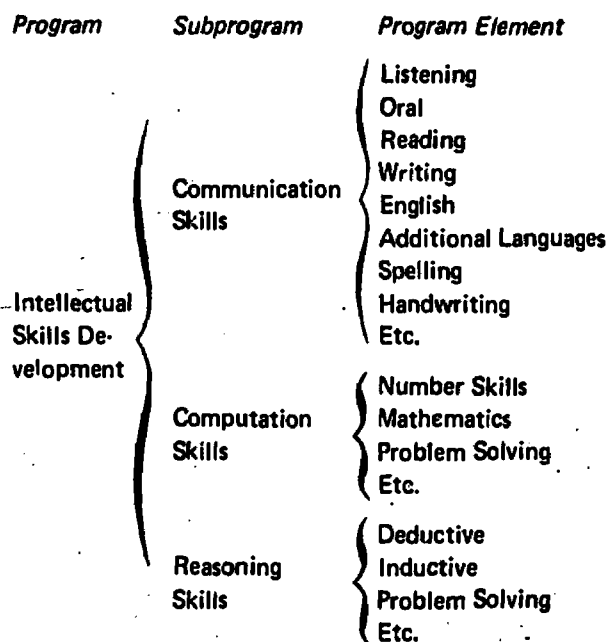 Program Subprogram Program Element
Listening
Oral
Reading
Writing
Communication Skills
English
Additional Languages
Spelling
Handwriting
Etc.
Intellectual Skills De-velopment
Number Skills
Computation Skills
Mathematics
Problem Solving
Etc.
Deductive
Reasoning Skills
Inductive
Problem Solving
Etc.